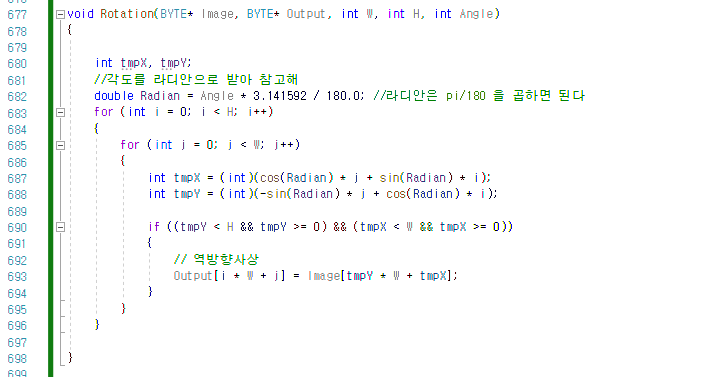 676
677 void Rotation(BYTE* Image, BYTE* Output, int W, int H, int Angle)
678 {
679
680 int tmpX, tmpY;
681 //각도를 라디안으로 받아 참고해
682 double Radian = Angle * 3.141592 / 180.0; //라디안은 pi/180 을 곱하면 된다
683 for (int i = 0; i < H; i++)
684 {
685 for (int j = 0; j < W; j++)
686 {
687 int tmpX = (int)(cos(Radian) * j + sin(Radian) * i);
688 int tmpY = (int)(-sin(Radian) * j + cos(Radian) * i);
689
690 if ((tmpY < H && tmpY >= 0) && (tmpX < W && tmpX >= 0))
691 {
692 // 역방향사상
693 Output[i * W + j] = Image[tmpY * W + tmpX];
694 }
695 }
696 }
697
698 }
699